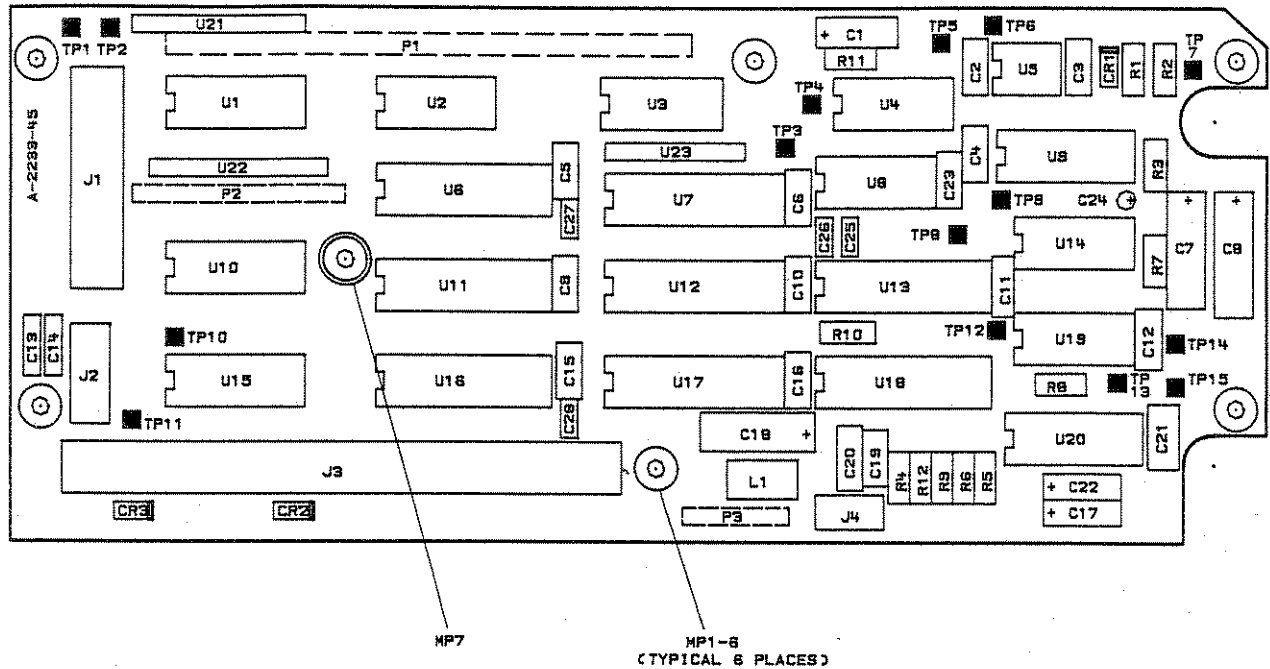 U21
TP1
TP2
P1
+ C1
R11
TP5
TP6
C2
U5
C3
CR1
R1
R2
TP
7
TP4
TP3
U1
U2
U3
U4
A-2233-45
J1
U22
P2
U23
C5
C27
U6
U7
C6
U8
C23
C4
U9
R3
TP9
C24 +
C26
C25
TP8
U14
R7
+
C7
+
C8
U10
U11
C9
U12
C10
U13
C11
C13
C14
J2
TP10
R10
TP12
U19
C12
TP14
U15
U16
C15
C28
U17
C16
U18
R8
TP
13
TP15
TP11
J3
C18 +
C20
C19
U20
C21
L1
R4
R12
R9
R6
R5
+ C22
+ C17
CR3
CR2
P3
J4
MP7
MP1-6
(TYPICAL 6 PLACES)